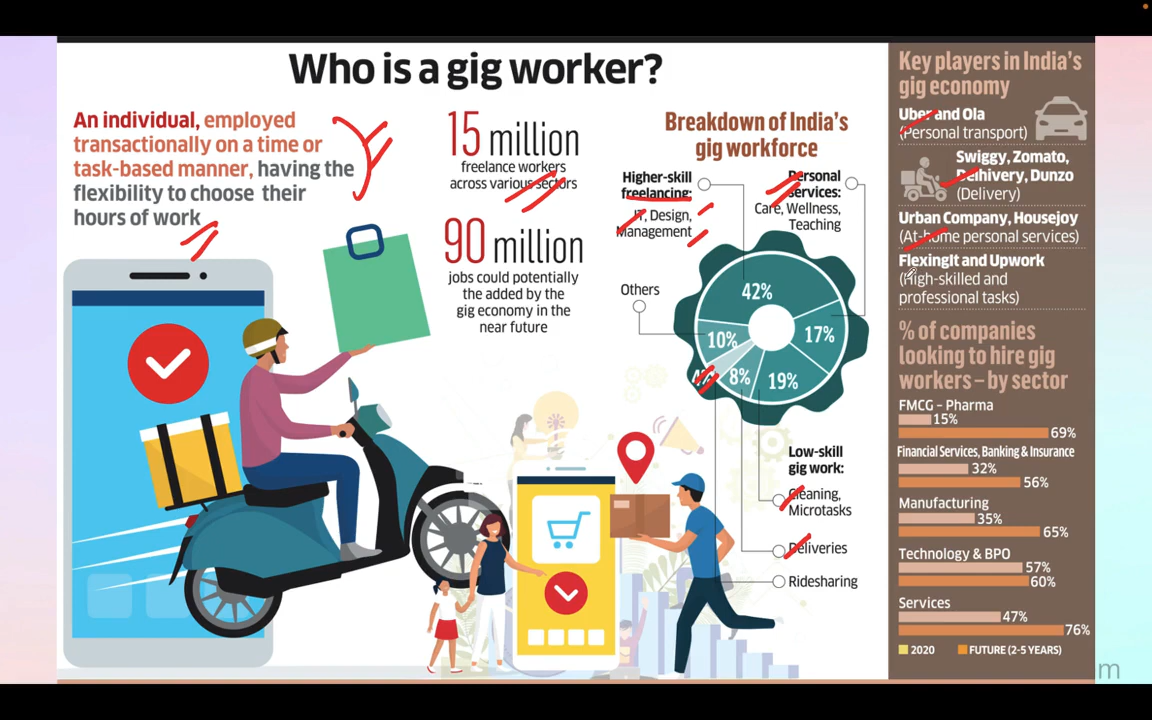 Who is a gig worker?
An individual, employed
transactionally on a time or
task-based manner, having the
flexibility to choose their
hours of work
15 million
freelance workers
across various sectors
90 million
jobs could potentially
the added by the
gig economy in the
near future
Breakdown of India's
gig workforce
Higher-skill
freelancing:
IT, Design,
Management
Personal
services:
Care, Wellness,
Teaching
Others
42%
17%
10%
4%
8%
19%
Low-skill
gig work:
Cleaning,
Microtasks
Deliveries
Ridesharing
Key players in India's
gig economy
Uber and Ola
(Personal transport)
Swiggy, Zomato,
Delhivery, Dunzo
(Delivery)
Urban Company, Housejoy
(At-home personal services)
FlexingIt and Upwork
(High-skilled and
professional tasks)
% of companies
looking to hire gig
workers – by sector
FMCG – Pharma
15%
69%
Financial Services, Banking & Insurance
32%
56%
Manufacturing
35%
65%
Technology & BPO
57%
60%
Services
47%
76%
2020 FUTURE (2-5 YEARS)
m